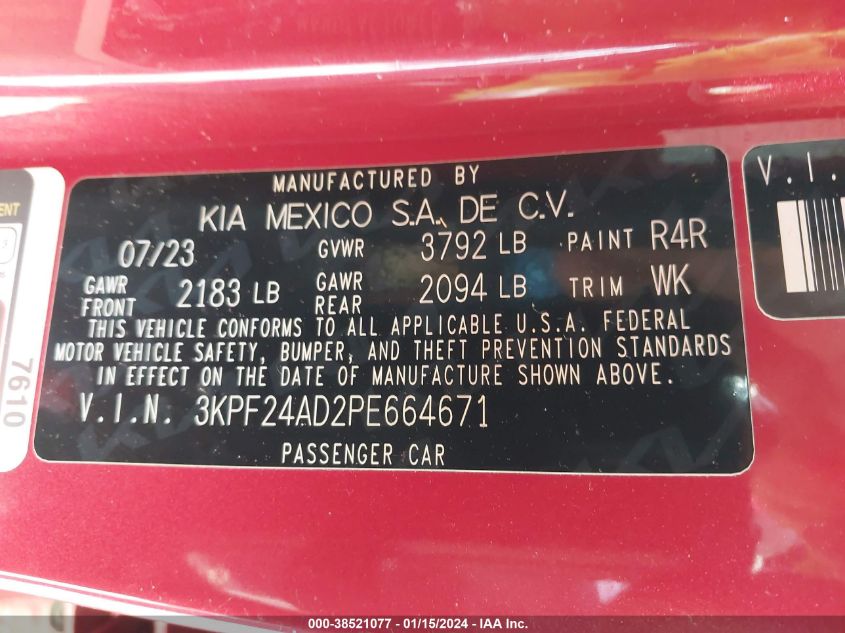 MANUFACTURED BY
KIA MEXICO S.A. DE C.V.
07/23 GVWR 3792 LB PAINT R4R
GAWR FRONT 2183 LB GAWR REAR 2094 LB TRIM WK
THIS VEHICLE CONFORMS TO ALL APPLICABLE U.S.A. FEDERAL
MOTOR VEHICLE SAFETY, BUMPER, AND THEFT PREVENTION STANDARDS
IN EFFECT ON THE DATE OF MANUFACTURE SHOWN ABOVE.
V.I.N. 3KPF24AD2PE664671
PASSENGER CAR
V.I.
7610
000-38521077 - 01/15/2024 - IAA Inc.